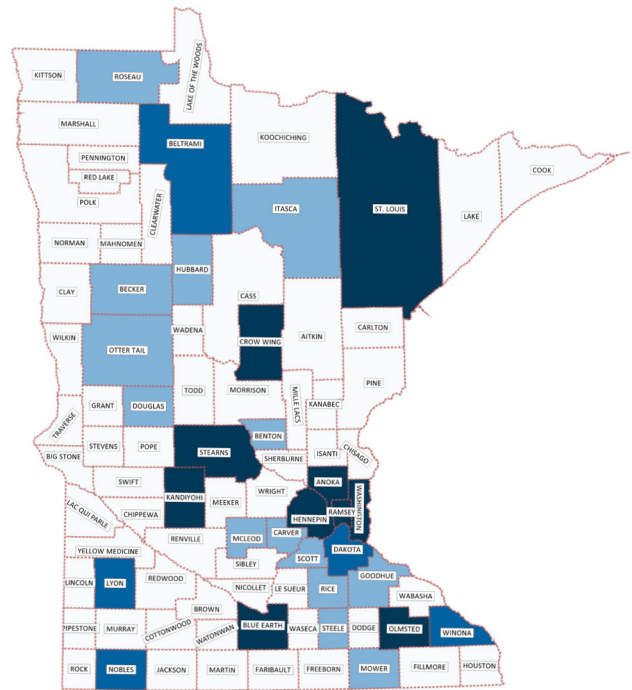 LAKE OF THE WOODS
KITTSON
ROSEAU
MARSHALL
KOOCHICHING
BELTRAMI
PENNINGTON
RED LAKE
POLK
COOK
CLEARWATER
ITASCA
ST. LOUIS
LAKE
NORMAN
MAHNOMEN
HUBBARD
BECKER
CLAY
CASS
WADENA
CROW WING
AITKIN
CARLTON
WILKIN
OTTER TAIL
PINE
TODD
MORRISON
MILLE LACS
KANABEC
GRANT
DOUGLAS
TRAVERSE
BENTON
STEVENS
POPE
STEARNS
ISANTI
CHISAGO
BIG STONE
SHERBURNE
SWIFT
ANOKA
KANDIYOHI
MEEKER
WRIGHT
WASHINGTON
LAC QUI PARLE
CHIPPEWA
HENNEPIN
RAMSEY
RENVILLE
MCLEOD
CARVER
YELLOW MEDICINE
SIBLEY
SCOTT
DAKOTA
LINCOLN
LYON
REDWOOD
NICOLLET
LE SUEUR
RICE
GOODHUE
WABASHA
BROWN
PIPESTONE
MURRAY
COTTONWOOD
WATONWAN
BLUE EARTH
WASECA
STEELE
DODGE
OLMSTED
WINONA
ROCK
NOBLES
JACKSON
MARTIN
FARIBAULT
FREEBORN
MOWER
FILLMORE
HOUSTON